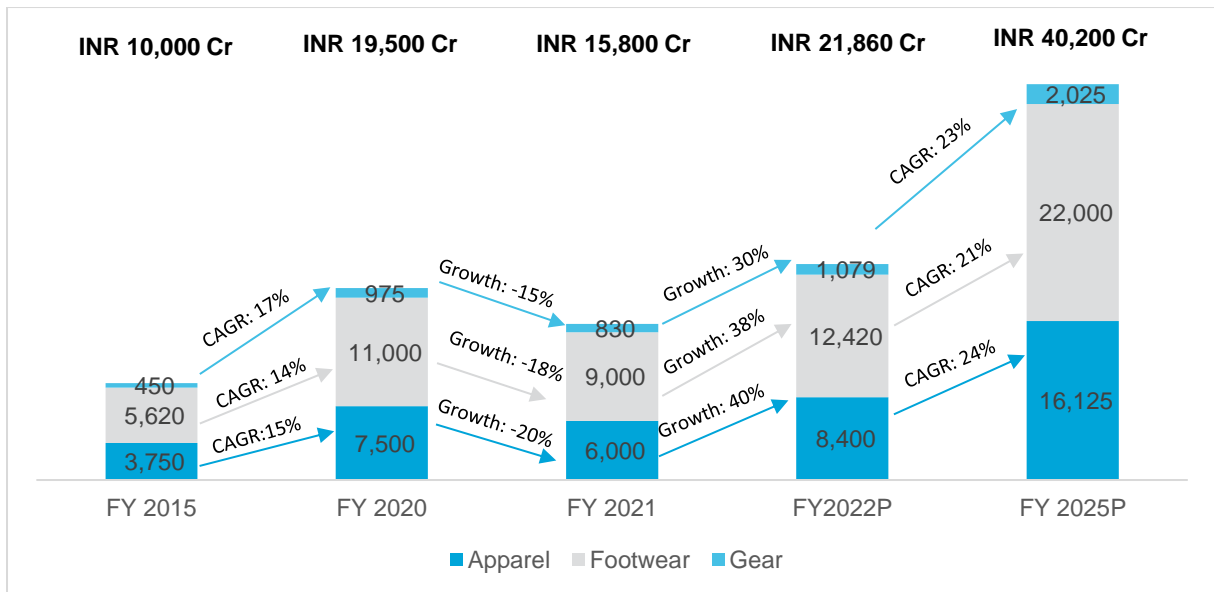 INR 10,000 Cr
INR 19,500 Cr
INR 15,800 Cr
INR 21,860 Cr
INR 40,200 Cr
450
5,620
3,750
CAGR: 17%
CAGR: 14%
CAGR:15%
975
11,000
7,500
Growth: -15%
Growth: -18%
Growth: -20%
830
9,000
6,000
Growth: 30%
Growth: 38%
Growth: 40%
1,079
12,420
8,400
CAGR: 23%
CAGR: 21%
CAGR: 24%
2,025
22,000
16,125
FY 2015
FY 2020
FY 2021
FY2022P
FY 2025P
Apparel
Footwear
Gear